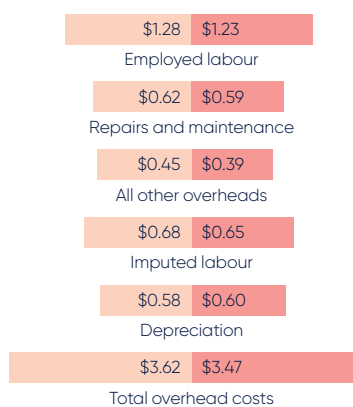 $1.28 $1.23
Employed labour
$0.62 $0.59
Repairs and maintenance
$0.45 $0.39
All other overheads
$0.68 $0.65
Imputed labour
$0.58 $0.60
Depreciation
$3.62 $3.47
Total overhead costs